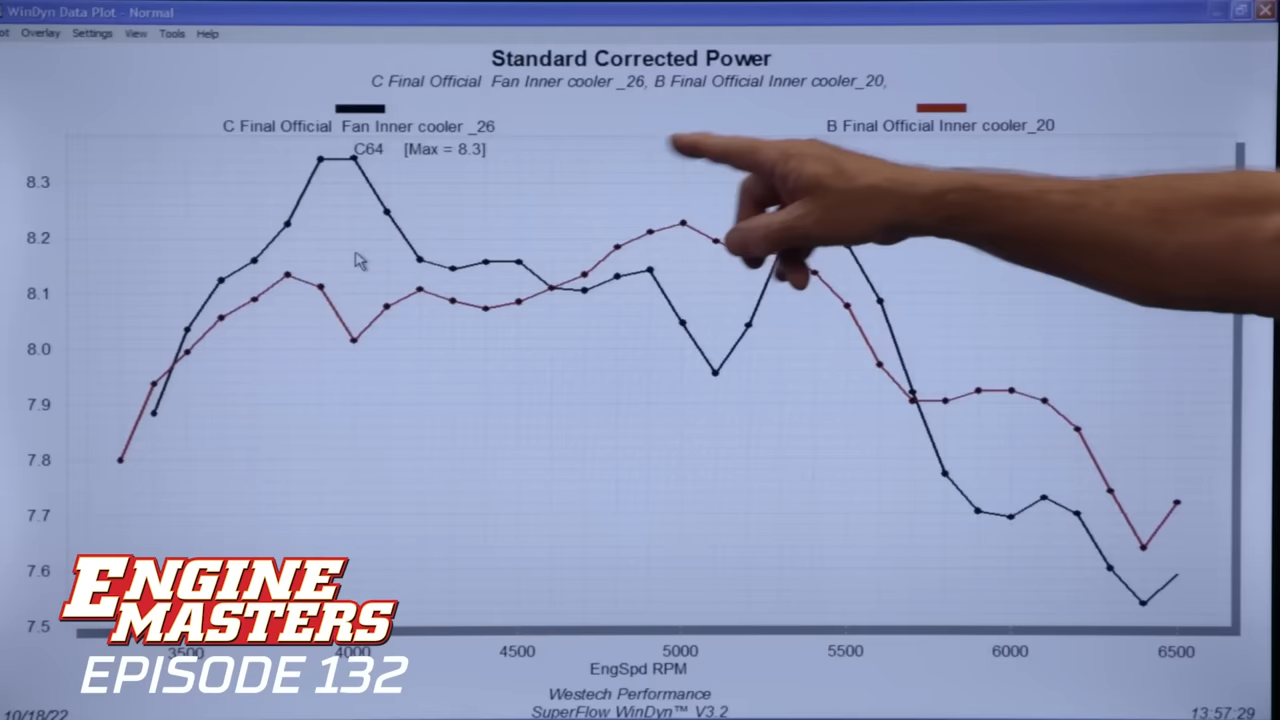 WinDyn Data Plot - Normal
ot Overlay Settings View Tools Help
Standard Corrected Power
C Final Official Fan Inner cooler _26, B Final Official Inner cooler_20,
C Final Official Fan Inner cooler _26
B Final Official Inner cooler_20
C64 [Max = 8.3]
8.3
8.2
8.1
8.0
7.9
7.8
7.7
7.6
7.5
3500 4000 4500 5000 5500 6000 6500
EngSpd RPM
ENGINE
MASTERS
EPISODE 132
Westech Performance
SuperFlow WinDyn™ V3.2
10/18/22
13:57:29